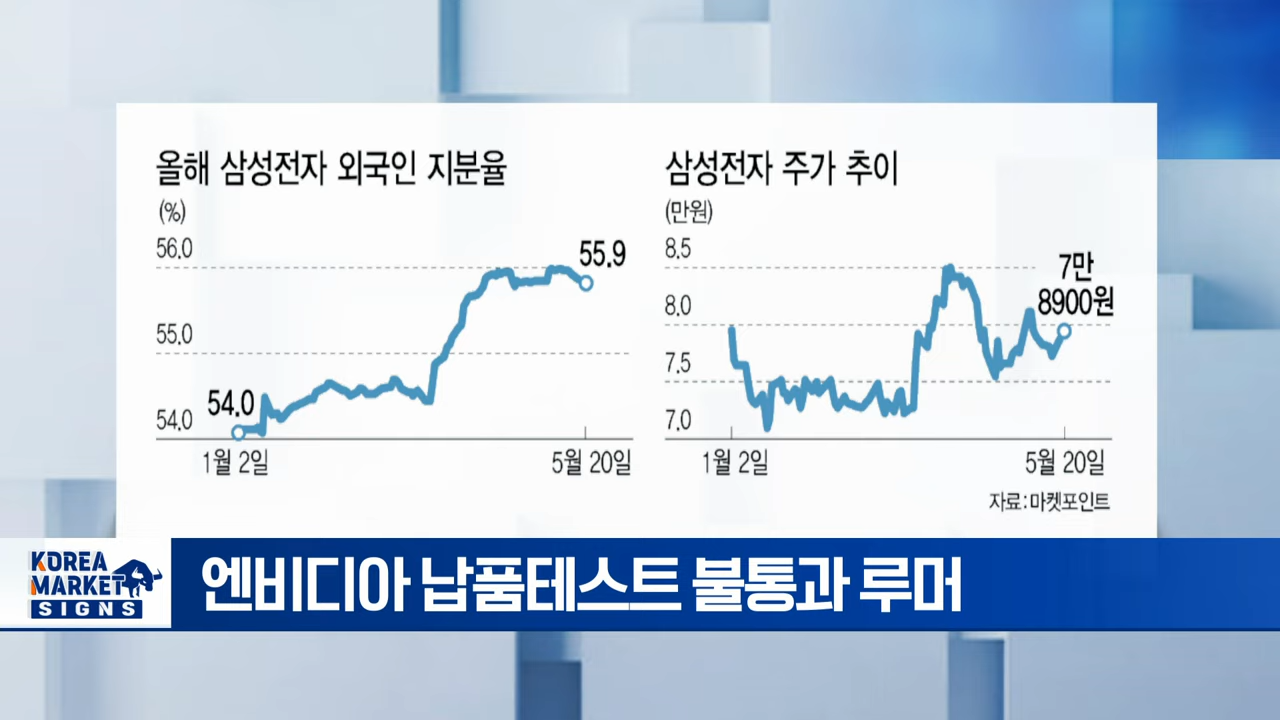 올해 삼성전자 외국인 지분율
(%)
56.0
55.9
55.0
54.0
54.0
1월 2일
5월 20일
삼성전자 주가 추이
(만원)
8.5
7만
8900원
8.0
7.5
7.0
1월 2일
5월 20일
자료:마켓포인트
KOREA
MARKET
SIGNS
엔비디아 납품테스트 불통과 루머